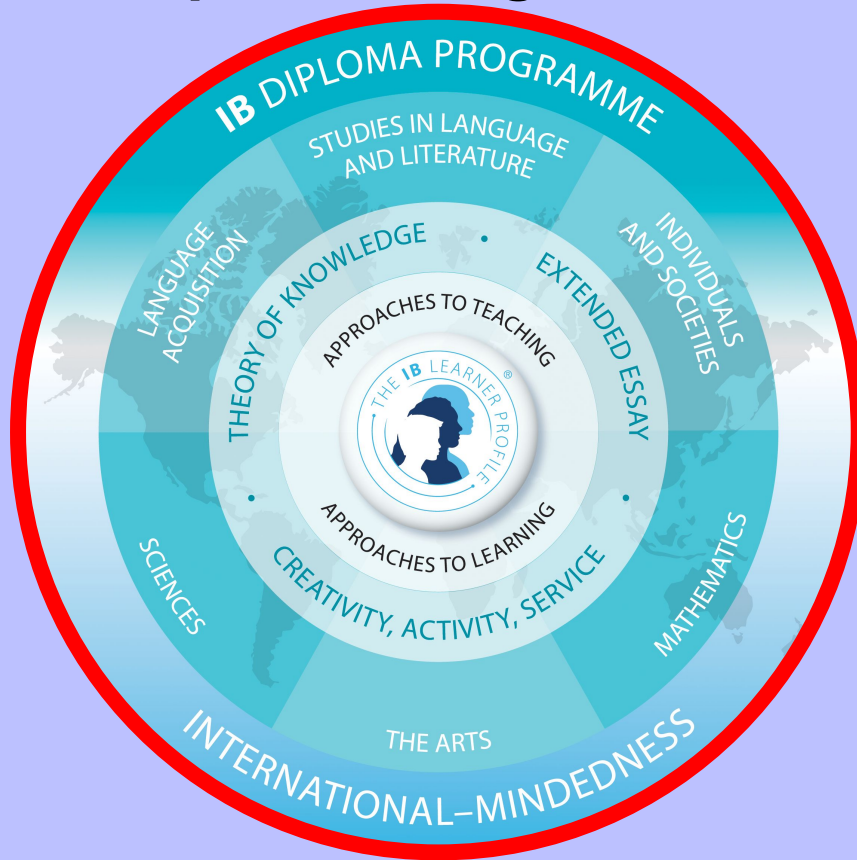 IB DIPLOMA PROGRAMME
STUDIES IN LANGUAGE
AND LITERATURE
LANGUAGE
ACQUISITION
INDIVIDUALS
AND SOCIETIES
THEORY OF KNOWLEDGE
•
EXTENDED ESSAY
APPROACHES TO TEACHING
• THE IB LEARNER PROFILE •
®
APPROACHES TO LEARNING
•
CREATIVITY, ACTIVITY, SERVICE
•
SCIENCES
MATHEMATICS
THE ARTS
INTERNATIONAL–MINDEDNESS